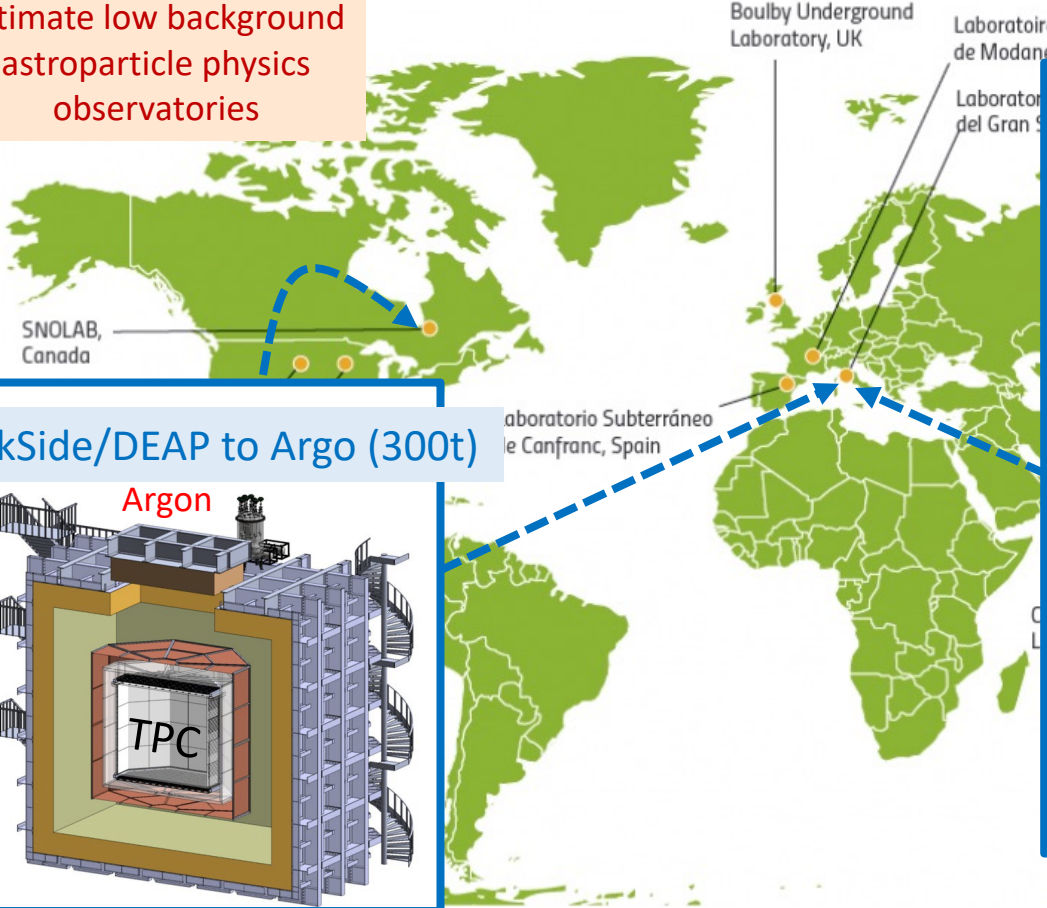 timate low background
astroparticle physics
observatories
Boulby Underground
Laboratory, UK
Laboratoire
de Modane
Laborator
del Gran S
SNOLAB,
Canada
aboratorio Subterráneo
e Canfranc, Spain
kSide/DEAP to Argo (300t)
Argon
TPC
C
L